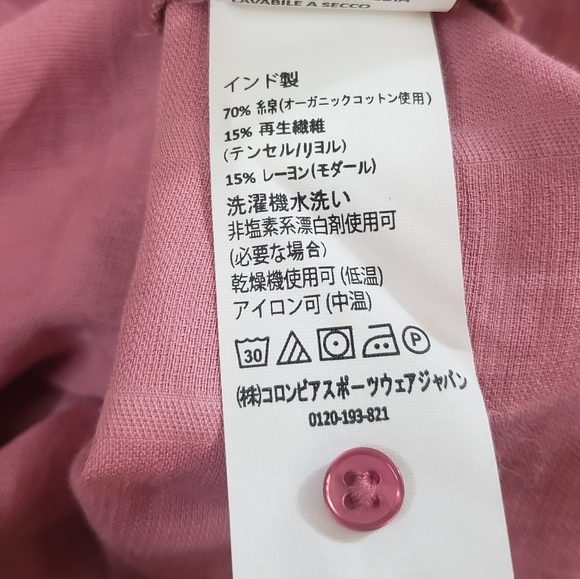 LAVABILE A SECCO
インド製
70% 綿(オーガニックコットン使用)
15% 再生繊維
(テンセル/リヨル)
15% レーヨン(モダール)
洗濯機水洗い
非塩素系漂白剤使用可
(必要な場合)
乾燥機使用可 (低温)
アイロン可 (中温)
30 P
(株)コロンビアスポーツウェアジャパン
0120-193-821